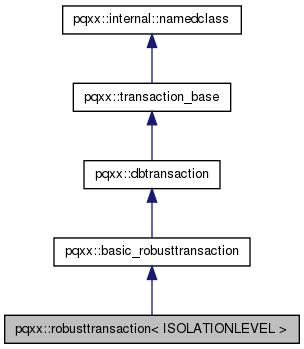 pqxx::internal::namedclass
pqxx::transaction_base
pqxx::dbtransaction
pqxx::basic_robusttransaction
pqxx::robusttransaction< ISOLATIONLEVEL >